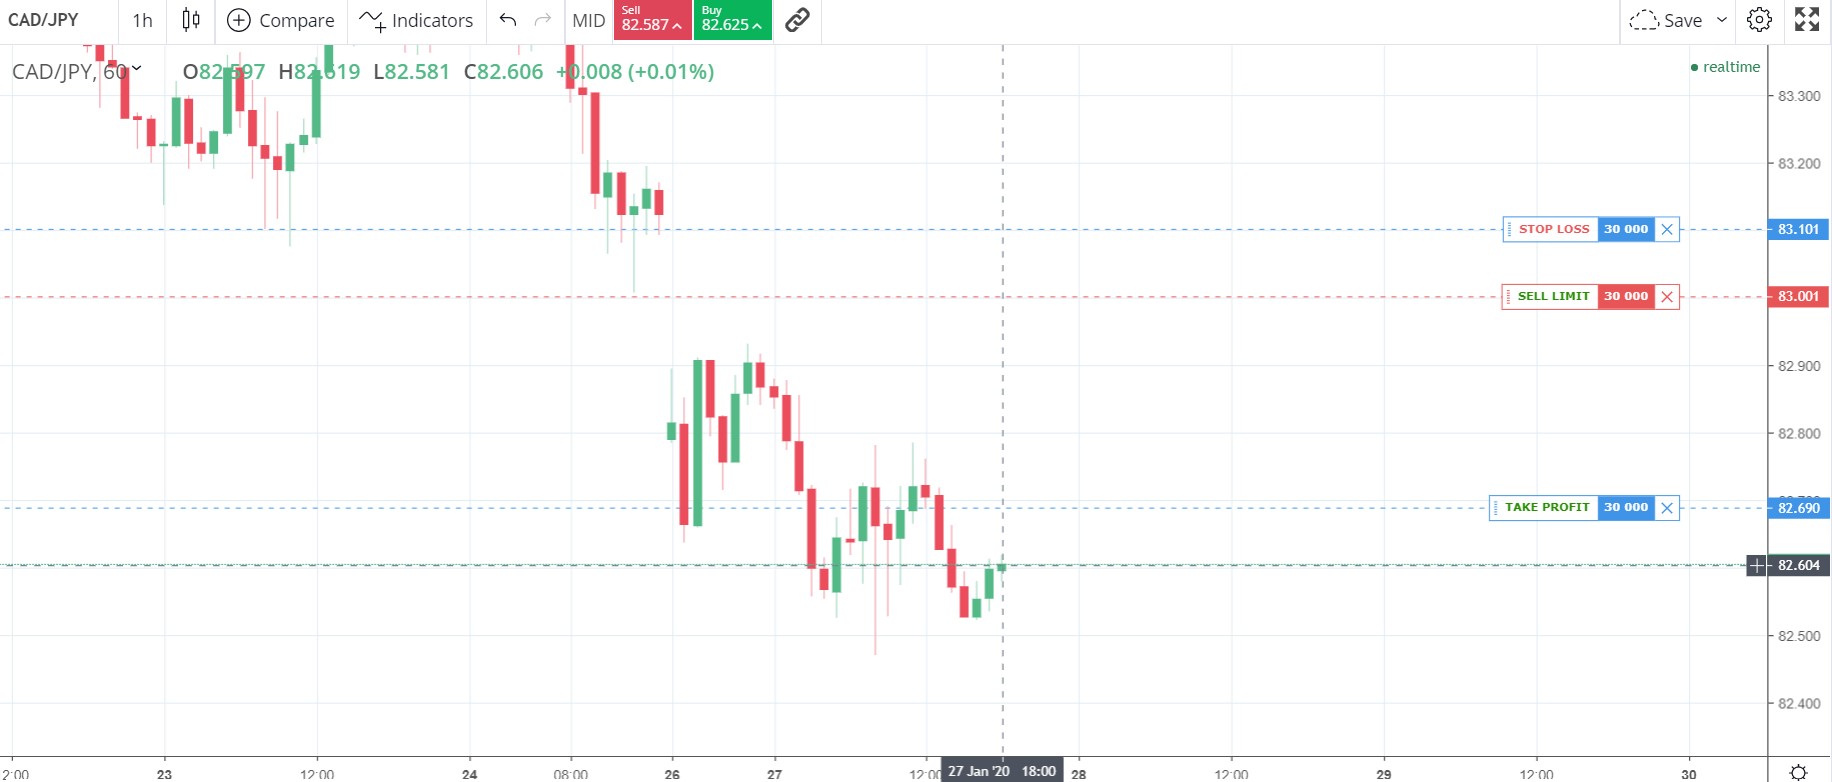 CAD/JPY 1h Compare Indicators MID Sell 82.587 Buy 82.625 Save
CAD/JPY, 60 O82.597 H82.619 L82.581 C82.606 +0.008 (+0.01%)
realtime
83.300
83.200
STOP LOSS 30 000 83.101
SELL LIMIT 30 000 83.001
82.900
82.800
TAKE PROFIT 30 000 82.690
82.604
82.500
82.400
2:00 23 12:00 24 08:00 26 27 12:00 27 Jan '20 18:00 28 12:00 29 12:00 30